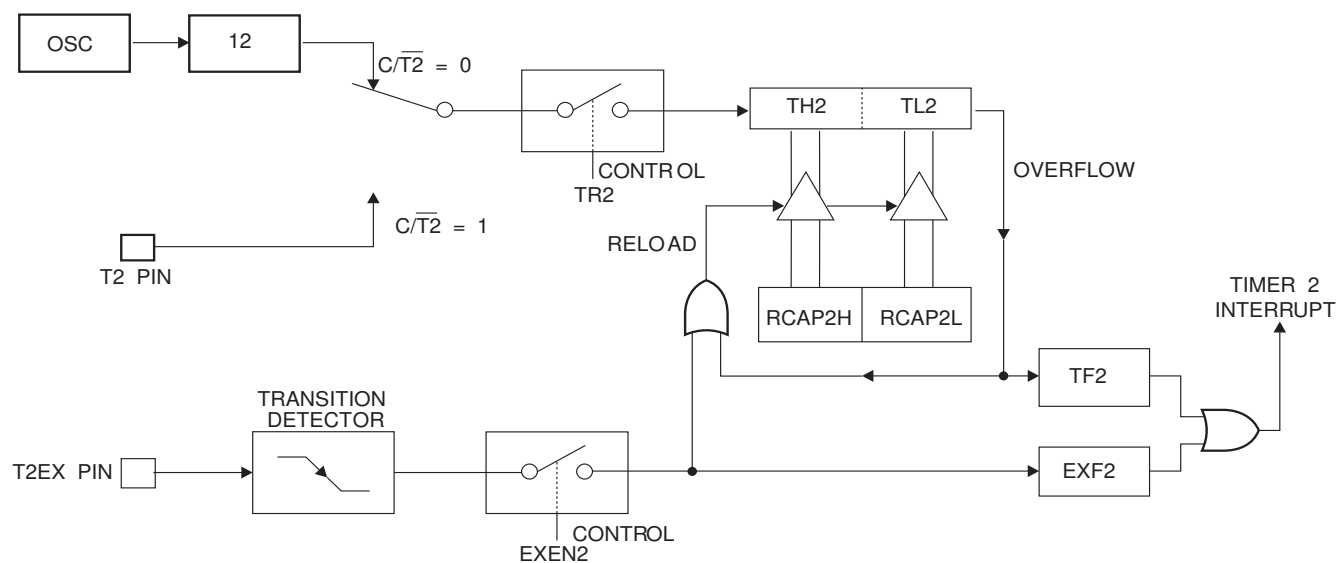 OSC
12
C/T2 = 0
TH2
TL2
CONTROL
TR2
OVERFLOW
C/T2 = 1
RELOAD
T2 PIN
TIMER 2
INTERRUPT
RCAP2H
RCAP2L
TF2
TRANSITION
DETECTOR
T2EX PIN
EXF2
CONTROL
EXEN2